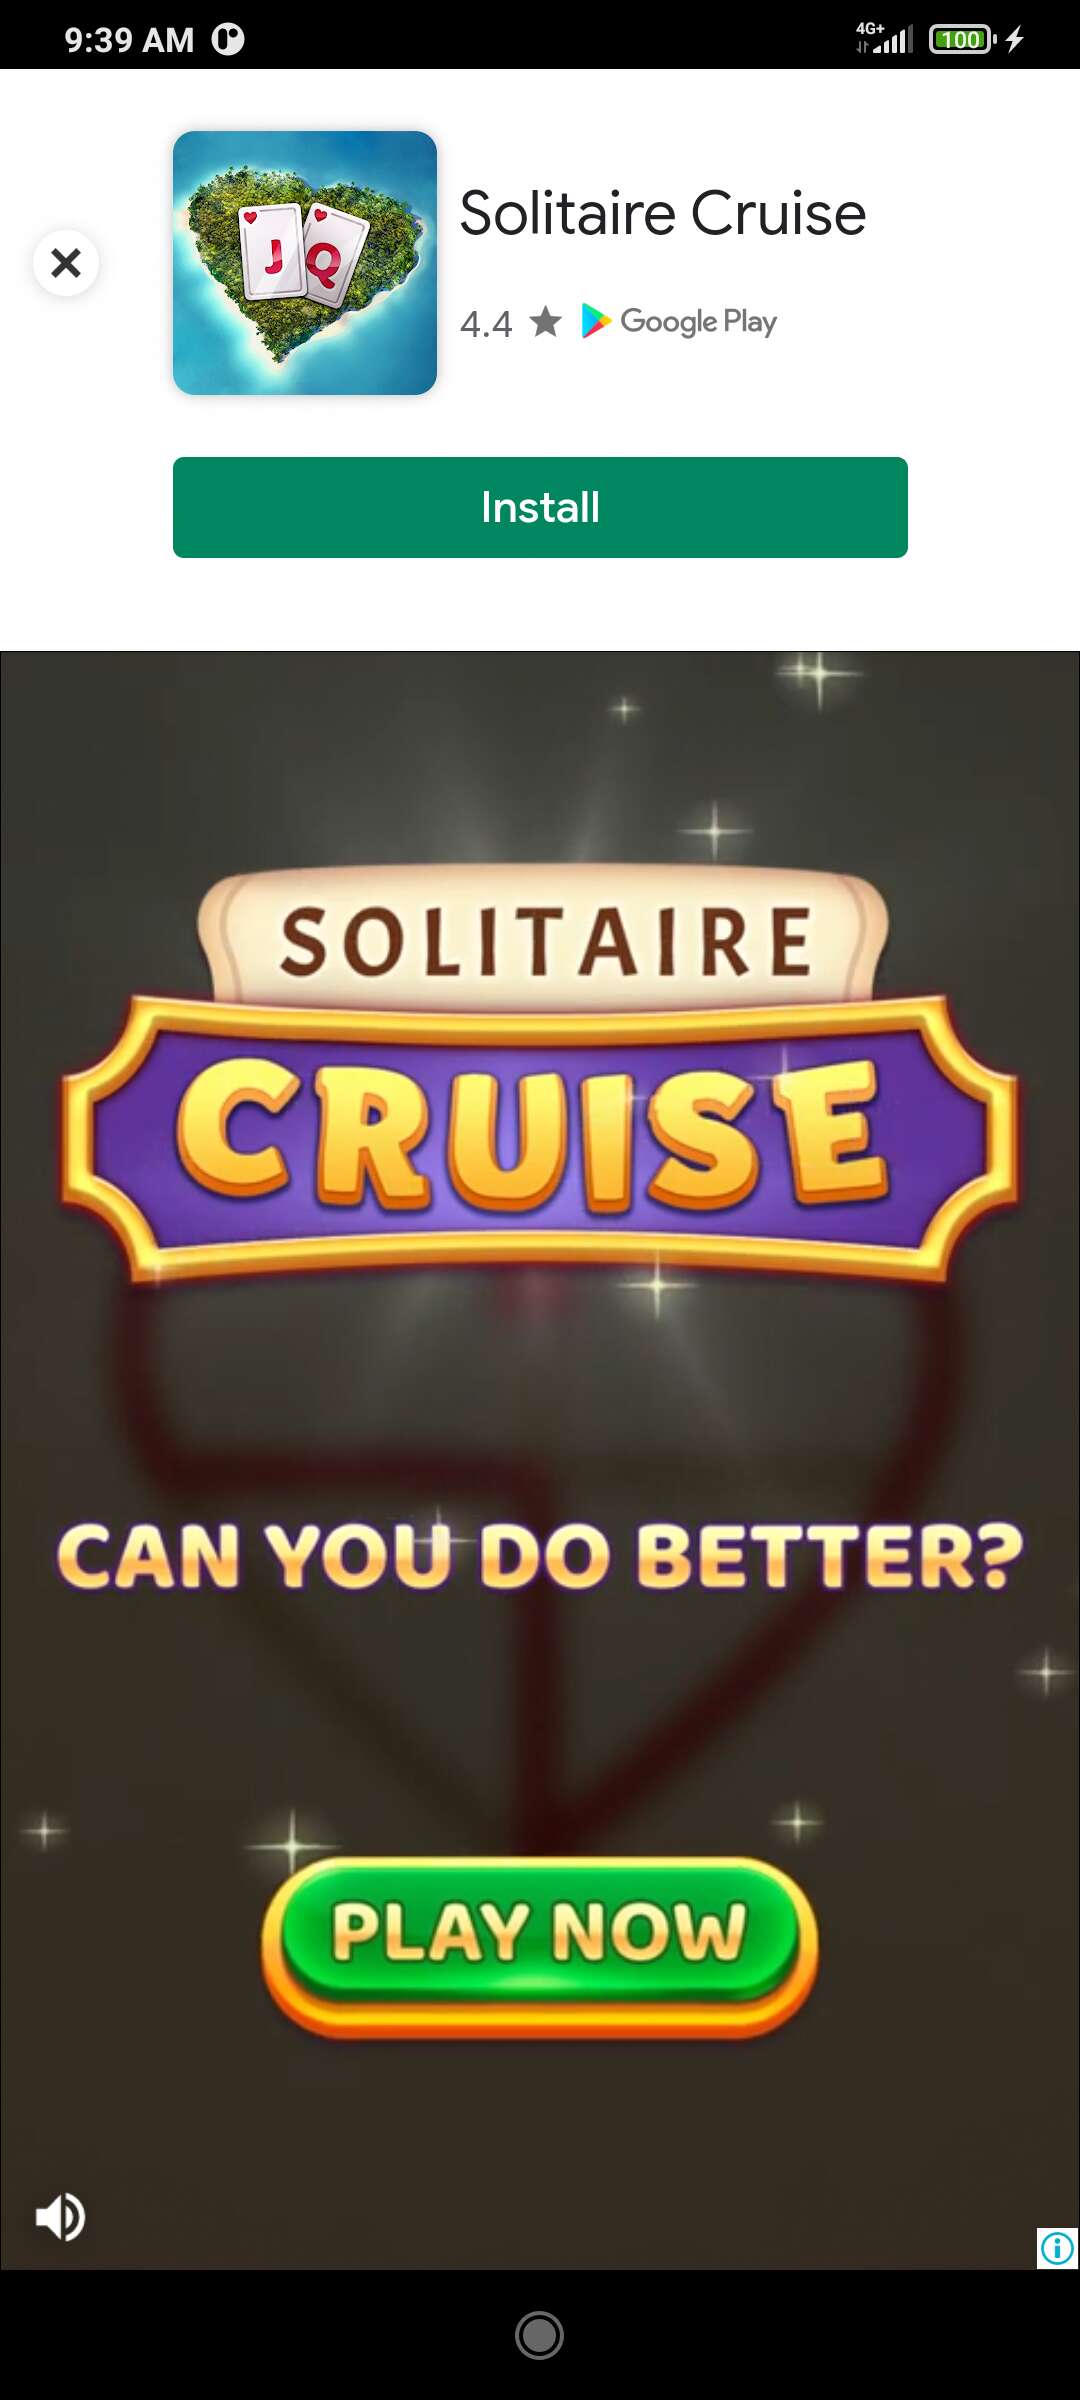 9:39 AM
4G+
100
Solitaire Cruise
J Q
4.4
Google Play
Install
SOLITAIRE
CRUISE
CAN YOU DO BETTER?
PLAY NOW